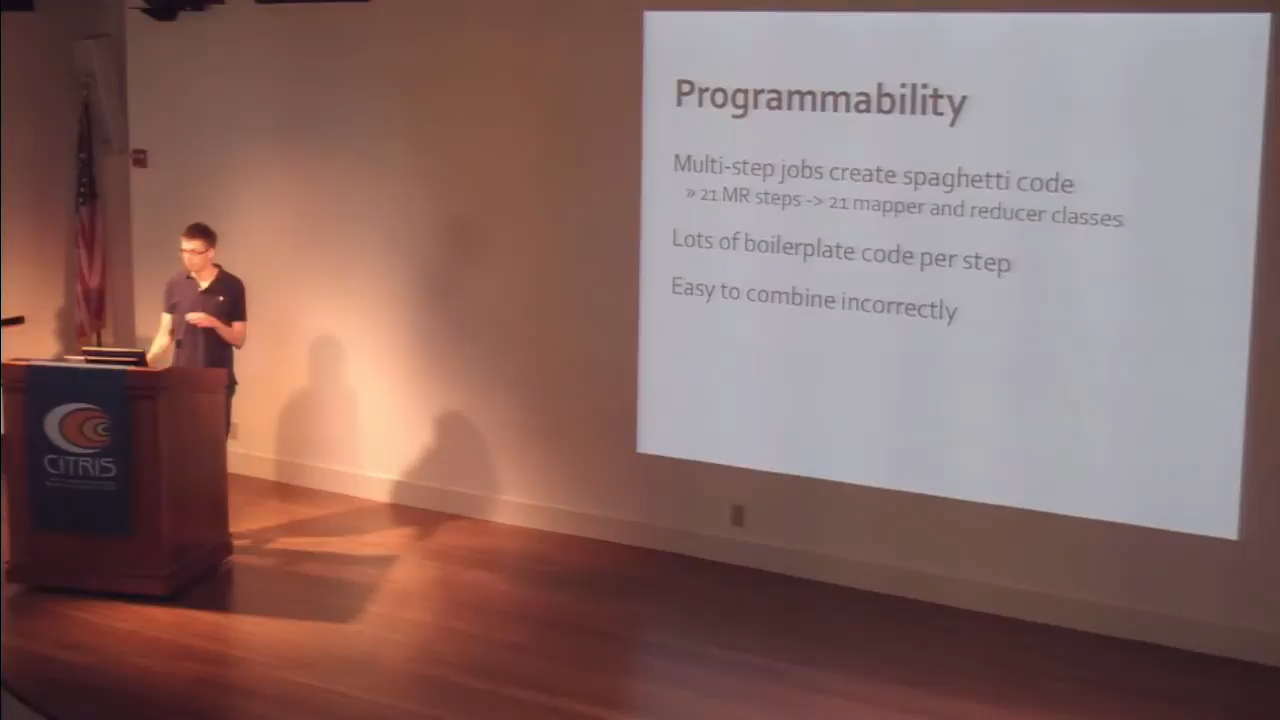 Programmability
Multi-step jobs create spaghetti code
» 21 MR steps -> 21 mapper and reducer classes
Lots of boilerplate code per step
Easy to combine incorrectly
CITRIS